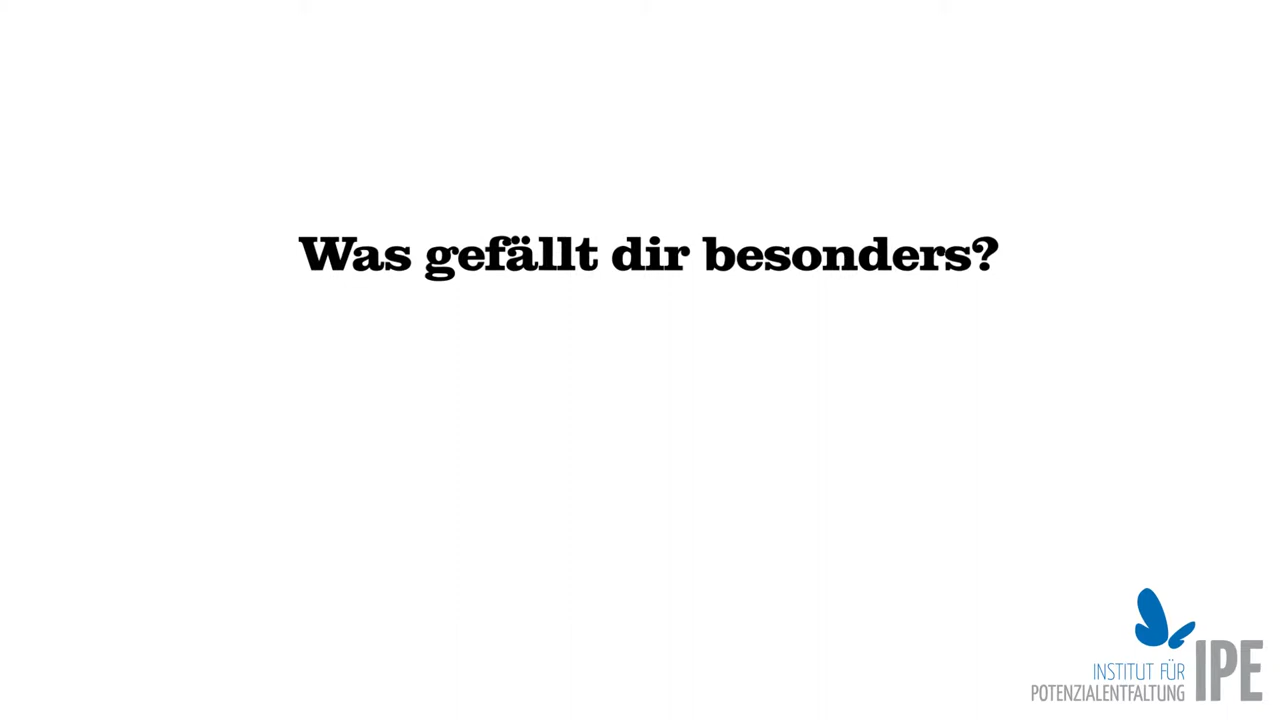 Was gefällt dir besonders?
INSTITUT FÜR
POTENZIALENTFALTUNG
IPE